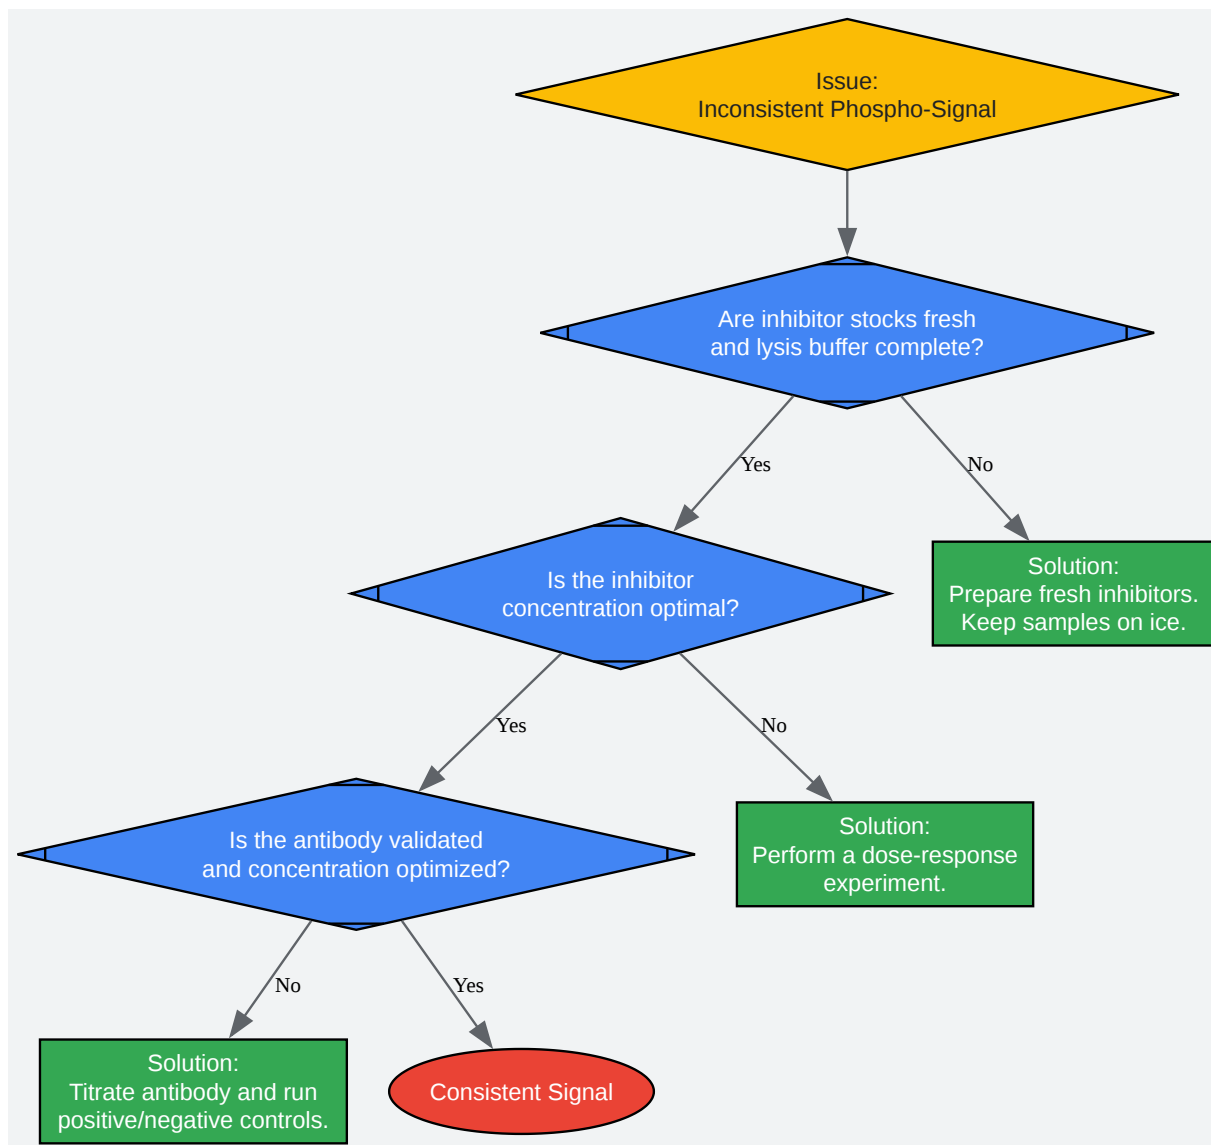 Issue:
Inconsistent Phospho-Signal
Are inhibitor stocks fresh
and lysis buffer complete?
Yes
No
Is the inhibitor
concentration optimal?
Solution:
Prepare fresh inhibitors.
Keep samples on ice.
Yes
No
Is the antibody validated
and concentration optimized?
Solution:
Perform a dose-response
experiment.
No
Yes
Solution:
Titrate antibody and run
positive/negative controls.
Consistent Signal